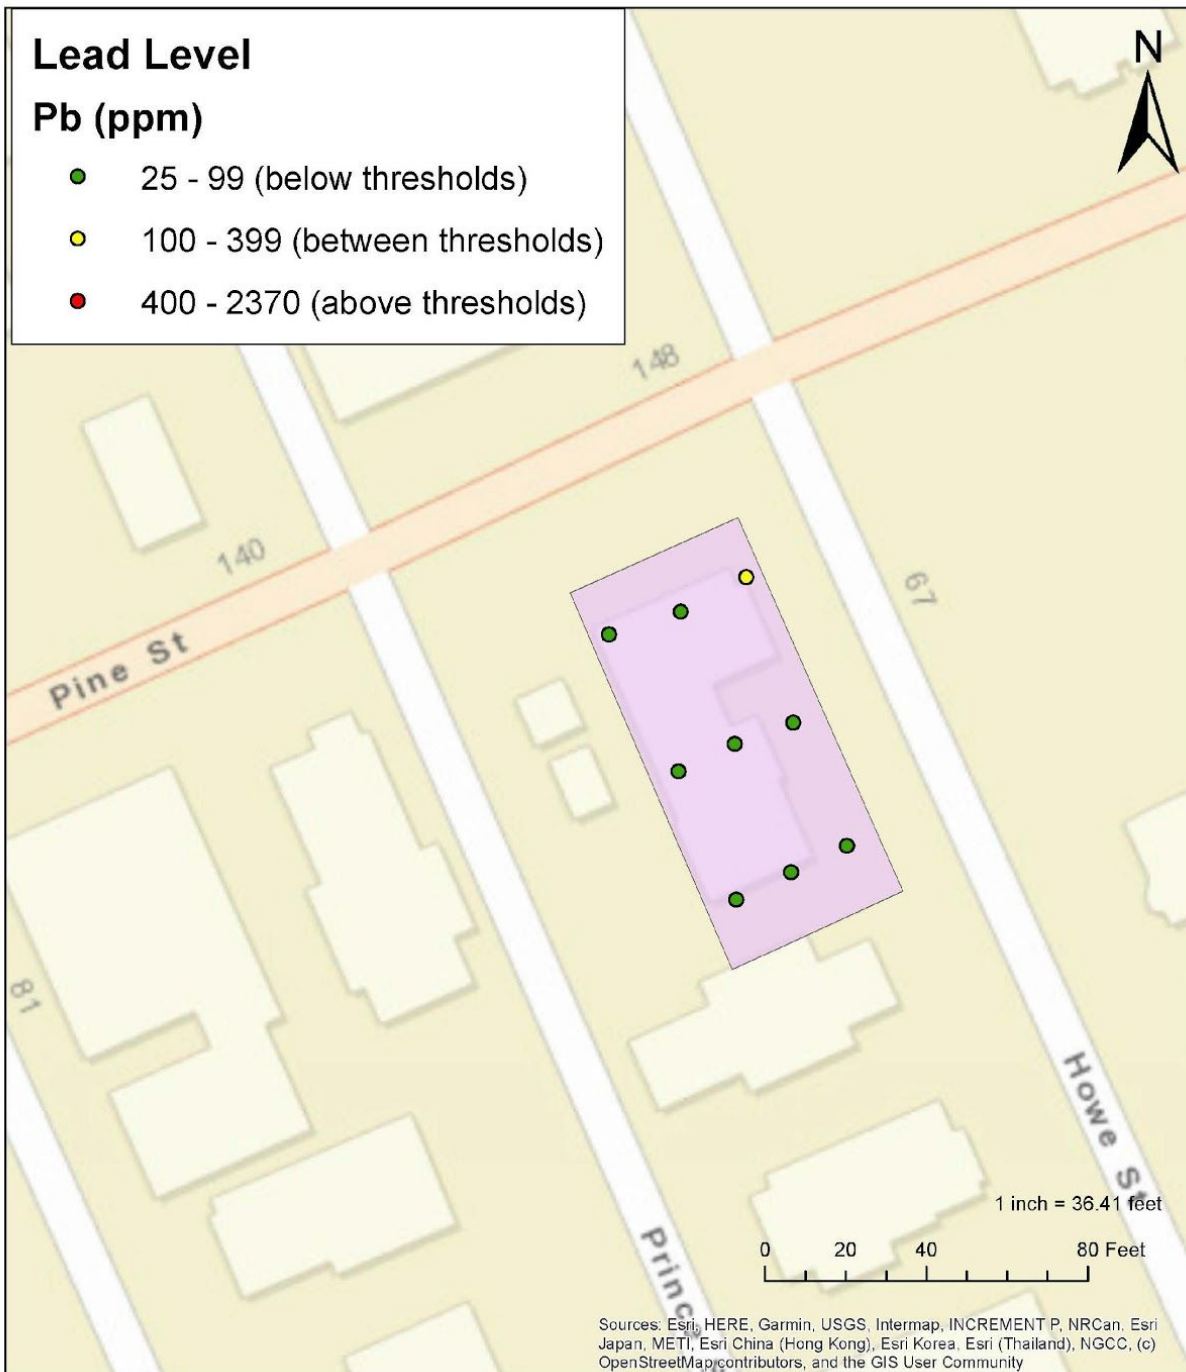 Lead Level
Pb (ppm)
25 - 99 (below thresholds)
100 - 399 (between thresholds)
400 - 2370 (above thresholds)
N
148
140
67
Pine St
81
Howe St
1 inch = 36.41 feet
0 20 40 80 Feet
Sources: Esri, HERE, Garmin, USGS, Intermap, INCREMENT P, NRCan, Esri
Japan, METI, Esri China (Hong Kong), Esri Korea, Esri (Thailand), NGCC, (c)
OpenStreetMap contributors, and the GIS User Community